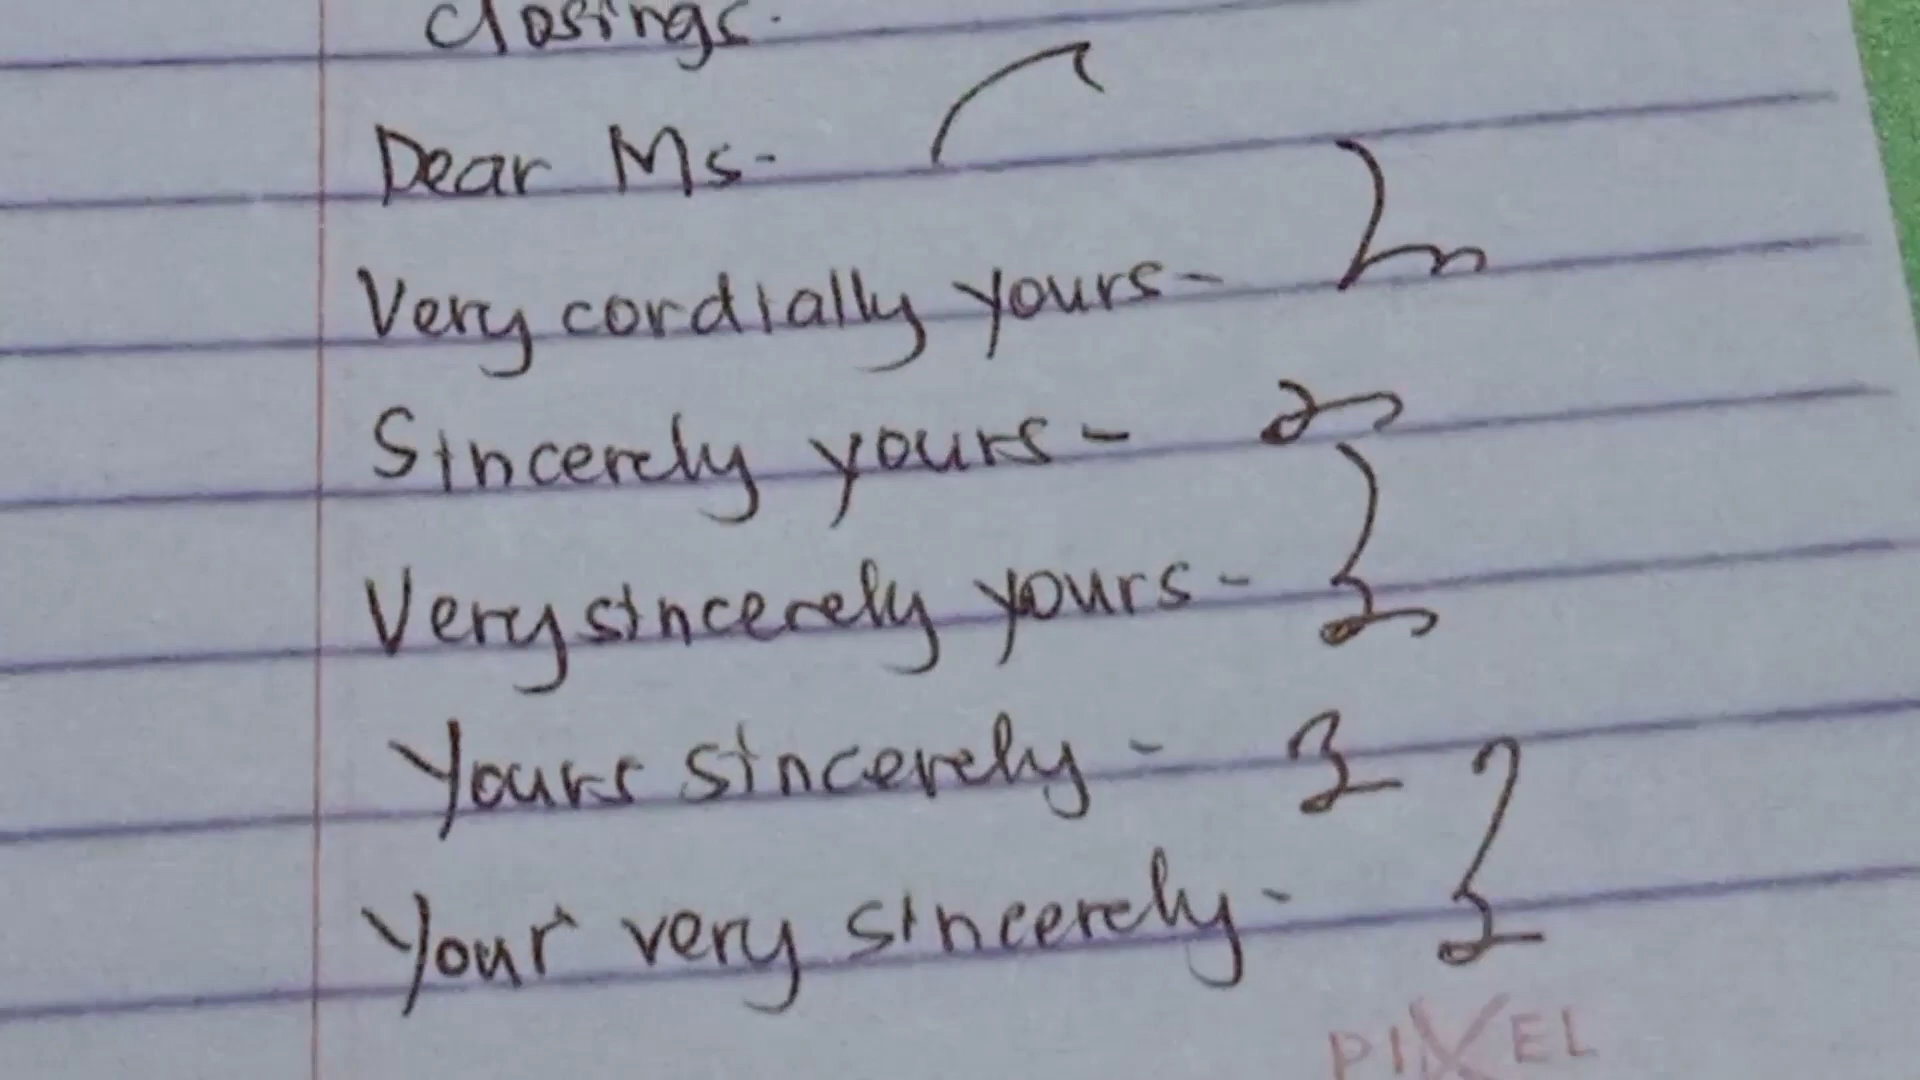 Closings.
Dear Ms-
Very cordially yours-
Sincerely yours-
Very sincerely yours-
Yours sincerely-
Your very sincerely-
PIXEL